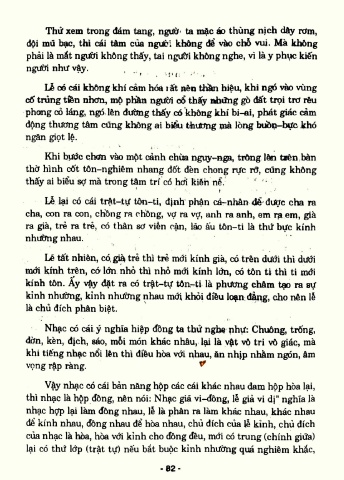 Thử xem trong đám tang, người ta mặc áo thùng nịch dây rơm,
đội mũ bạc, thì cái tâm của người không để vào chỗ vui. Mà không
phải là mắt người không thấy, tai người không nghe, vì là y phục kiến
người như vậy.
Lễ có cái không khí cảm hóa rất nên thần hiệu, khi ngó vào vùng
cổ trủng tiền nhơn, mộ phần người cổ thấy những gò đất trọi trơ rêu
phong cỏ láng, ngó lên đường thấy có không khí bi-ai, phát giác cảm
động thương tâm cũng không ai biểu thương mà lòng buồn-bực khó
ngăn giọt lệ.
Khi bước chơn vào một cảnh chùa nguy-nga, trông lên trên bàn
thờ hình cốt tôn-nghiêm nhang đốt đèn chong rực rỡ, cũng không
thấy ai biểu sợ mà trong tâm trí có hơi kiên nể.
Lễ lại có cái trật-tự tôn-ti, định phận cá-nhân để được cha ra
cha, con ra con, chồng ra chồng, vợ ra vợ, anh ra anh, em ra em, già
ra già, trẻ ra trẻ, có thân sơ viễn cận, lão ấu tôn-ti là thứ bực kính
nhường nhau.
Lẽ tất nhiên, có già trẻ thì trẻ mới kính già, có trên dưới thì dưới
mới kính trên, có lớn nhỏ thì nhỏ mới kính lớn, có tôn ti thì ti mới
kính tôn. Ấy vậy đặt ra có trật-tự tôn-ti là phương châm tạo ra sự
kính nhường, kính nhường nhau mới khỏi điều loạn đảng, cho nên lễ
là chủ đích phân biệt.
Nhạc có cái ý nghĩa hiệp đồng ta thử nghe như: Chuông, trống,
đờn, kèn, địch, sáo, mỗi món khác nhâu, lại là vật vô tri vô giác, mà
khi tiếng nhạc nổi lên thì điều hòa với nhau, ăn nhịp nhằm ngón, âm
vọng rập ràng.
Vậy nhạc có cái bản năng hộp các cái khác nhau đam hộp hòa lại,
thì nhạc là hộp đồng, nên nói: Nhạc giả vi-đồng, lễ giả vi dị" nghĩa là
nhạc hợp lại làm đồng nhau, lễ là phân ra làm khác nhau, khác nhau
để kính nhau, đồng nhau để hòa nhau, chủ đích của lễ kính, chủ đích
của nhạc là hòa, hòa với kính cho đồng đều, mới có trung (chính giữa)
lại có thứ lớp (trật tự) nếu bắt buộc kính nhường quá nghiêm khắc,
- 82 -